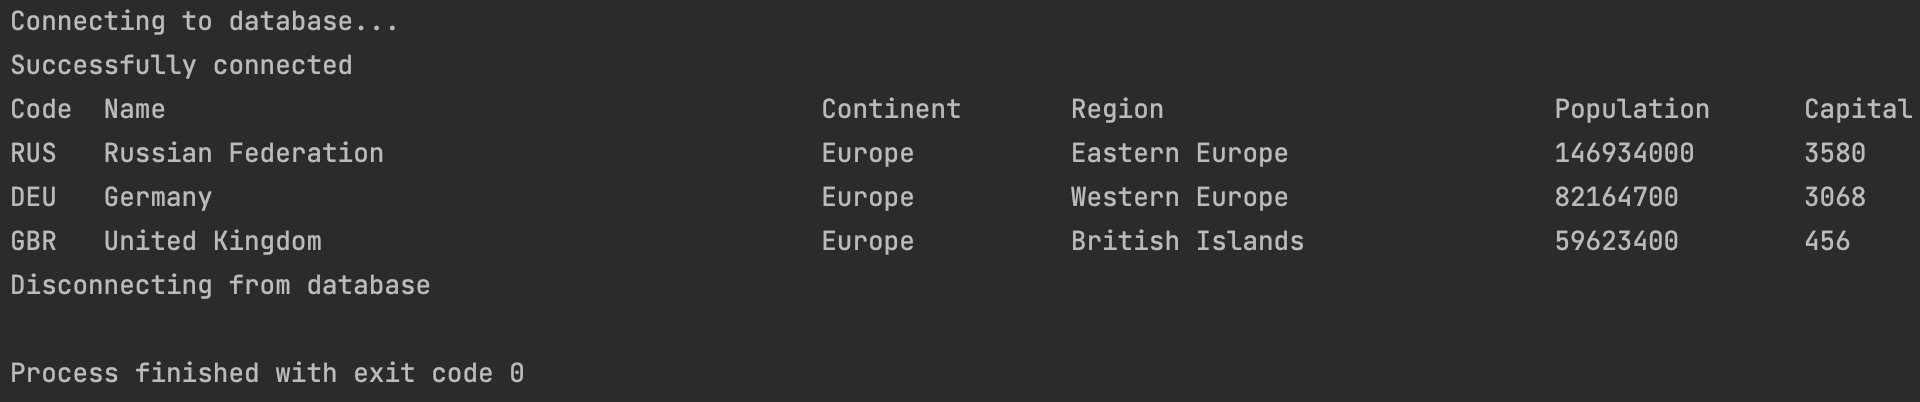 Connecting to database...
Successfully connected
Code Name Continent Region Population Capital
RUS Russian Federation Europe Eastern Europe 146934000 3580
DEU Germany Europe Western Europe 82164700 3068
GBR United Kingdom Europe British Islands 59623400 456
Disconnecting from database
Process finished with exit code 0